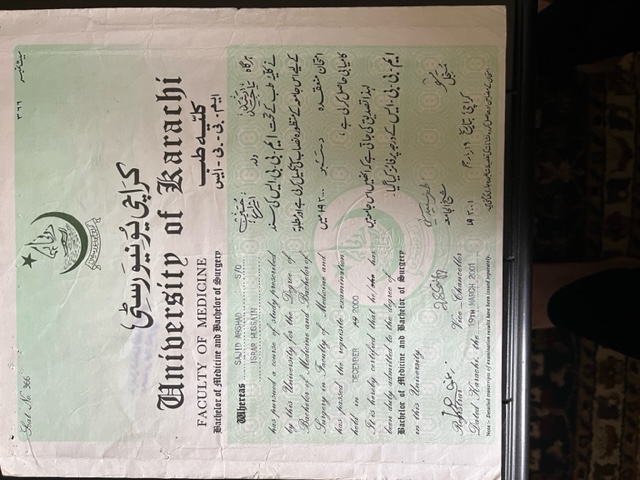 Seat No. 366
سیٹ نمبر ۳۶۶
کراچی یونیورسٹی
University of Karachi
FACULTY OF MEDICINE
کلیہ طب
Bachelor of Medicine and Bachelor of Surgery
ایم - بی - بی - ایس
Whereas SAJID ARSHAD S/O
ISRAR HUSSAIN
has pursued a course of study prescribed
by this University for the Degree of
Bachelor of Medicine and Bachelor of
Surgery in Faculty of Medicine and
has passed the requisite examination
held in DECEMBER 19 2000
It is hereby certified that he/she has
been duly admitted to the degree of
Bachelor of Medicine and Bachelor of Surgery
in this University.
ہرگاہ ساجد ارشد ولد اسرار حسین
نے کلیہ طب کے تحت ایم بی بی ایس کی سند
کے لیے اس جامعہ کے منظورہ نصاب کی تکمیل کرلی ہے اور مطلوبہ
امتحان منعقدہ دسمبر ۲۰۰۰ میں
کامیابی حاصل کرلی ہے ،
لہذا تصدیق کی جاتی ہے کہ انھیں اس جامعہ میں
ایم - بی - بی - ایس کے درجہ پر فائز کیا گیا۔
Registrar Vice-Chancellor
شیخ الجامعہ مسجل
Dated Karachi, the 19TH MARCH 2001
کراچی بتاریخ ۱۹ مارچ ۲۰۰۱
Note :- Detailed transcripts of examination results have been issued separately.